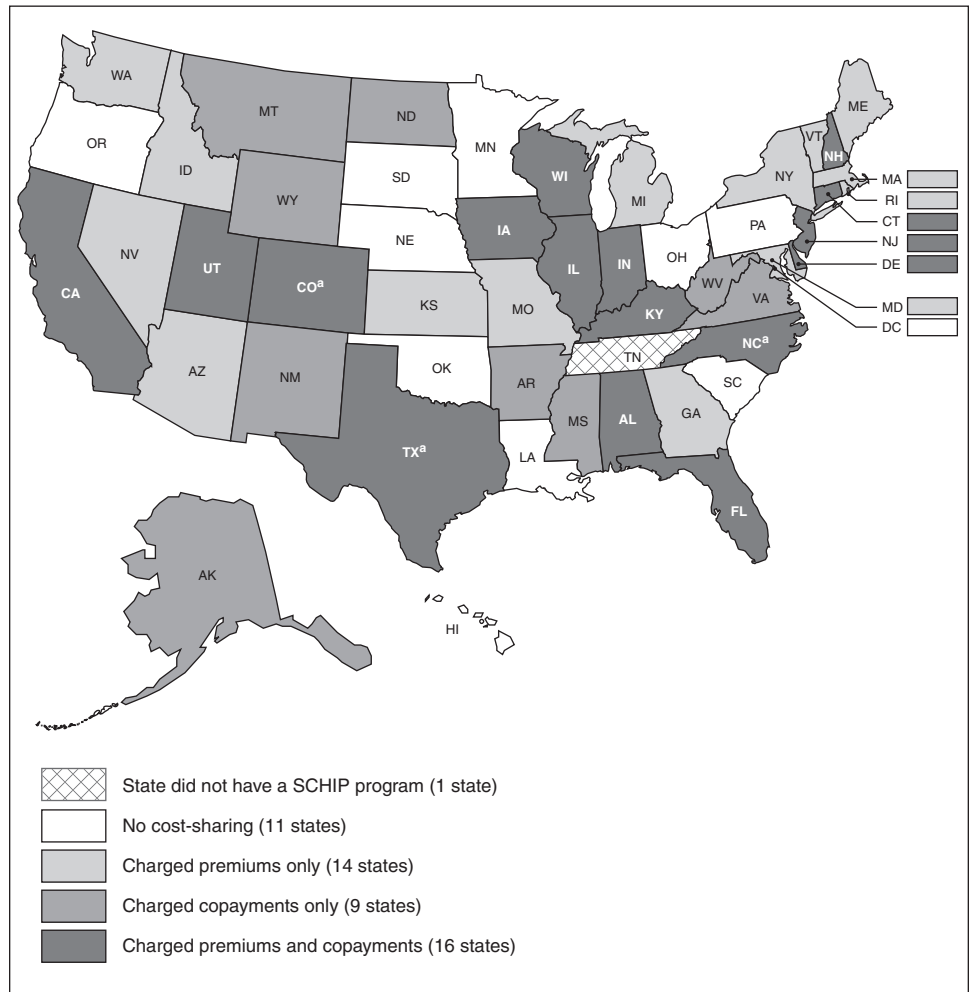 WA
MT
ND
MN
ME
VT
NH
OR
ID
SD
WI
NY
MI
MA
RI
CT
NJ
DE
MD
DC
WY
IA
NE
PA
NV
UT
COa
IL
IN
OH
WV
VA
CA
KS
MO
KY
AZ
NM
OK
AR
TN
NCa
SC
TXa
LA
MS
AL
GA
FL
AK
HI
State did not have a SCHIP program (1 state)
No cost-sharing (11 states)
Charged premiums only (14 states)
Charged copayments only (9 states)
Charged premiums and copayments (16 states)